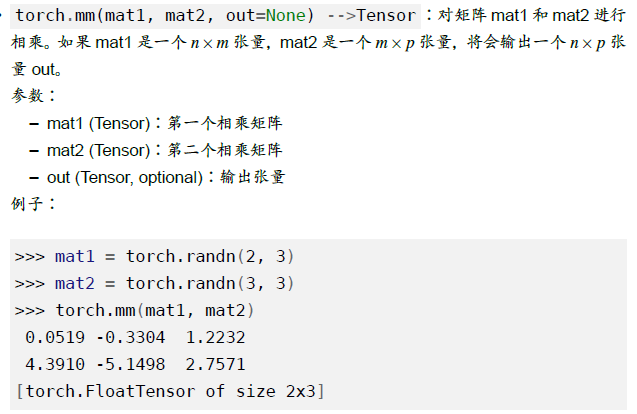 torch.mm(mat1, mat2, out=None) -->Tensor：对矩阵 mat1 和 mat2 进行
相乘。如果 mat1 是一个 n×m 张量，mat2 是一个 m×p 张量，将会输出一个 n×p 张
量 out。
参数：
– mat1 (Tensor)：第一个相乘矩阵
– mat2 (Tensor)：第二个相乘矩阵
– out (Tensor, optional)：输出张量
例子：
>>> mat1 = torch.randn(2, 3)
>>> mat2 = torch.randn(3, 3)
>>> torch.mm(mat1, mat2)
0.0519 -0.3304 1.2232
4.3910 -5.1498 2.7571
[torch.FloatTensor of size 2x3]